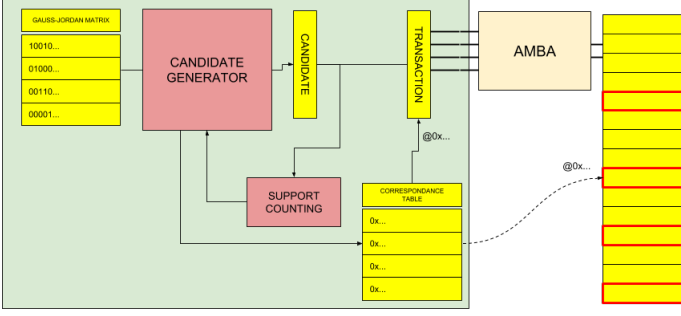 GAUSS-JORDAN MATRIX
10010...
01000...
00110...
00001...
CANDIDATE
GENERATOR
CANDIDATE
TRANSACTION
AMBA
@0x...
@0x...
SUPPORT
COUNTING
CORRESPONDANCE
TABLE
0x...
0x...
0x...
0x...